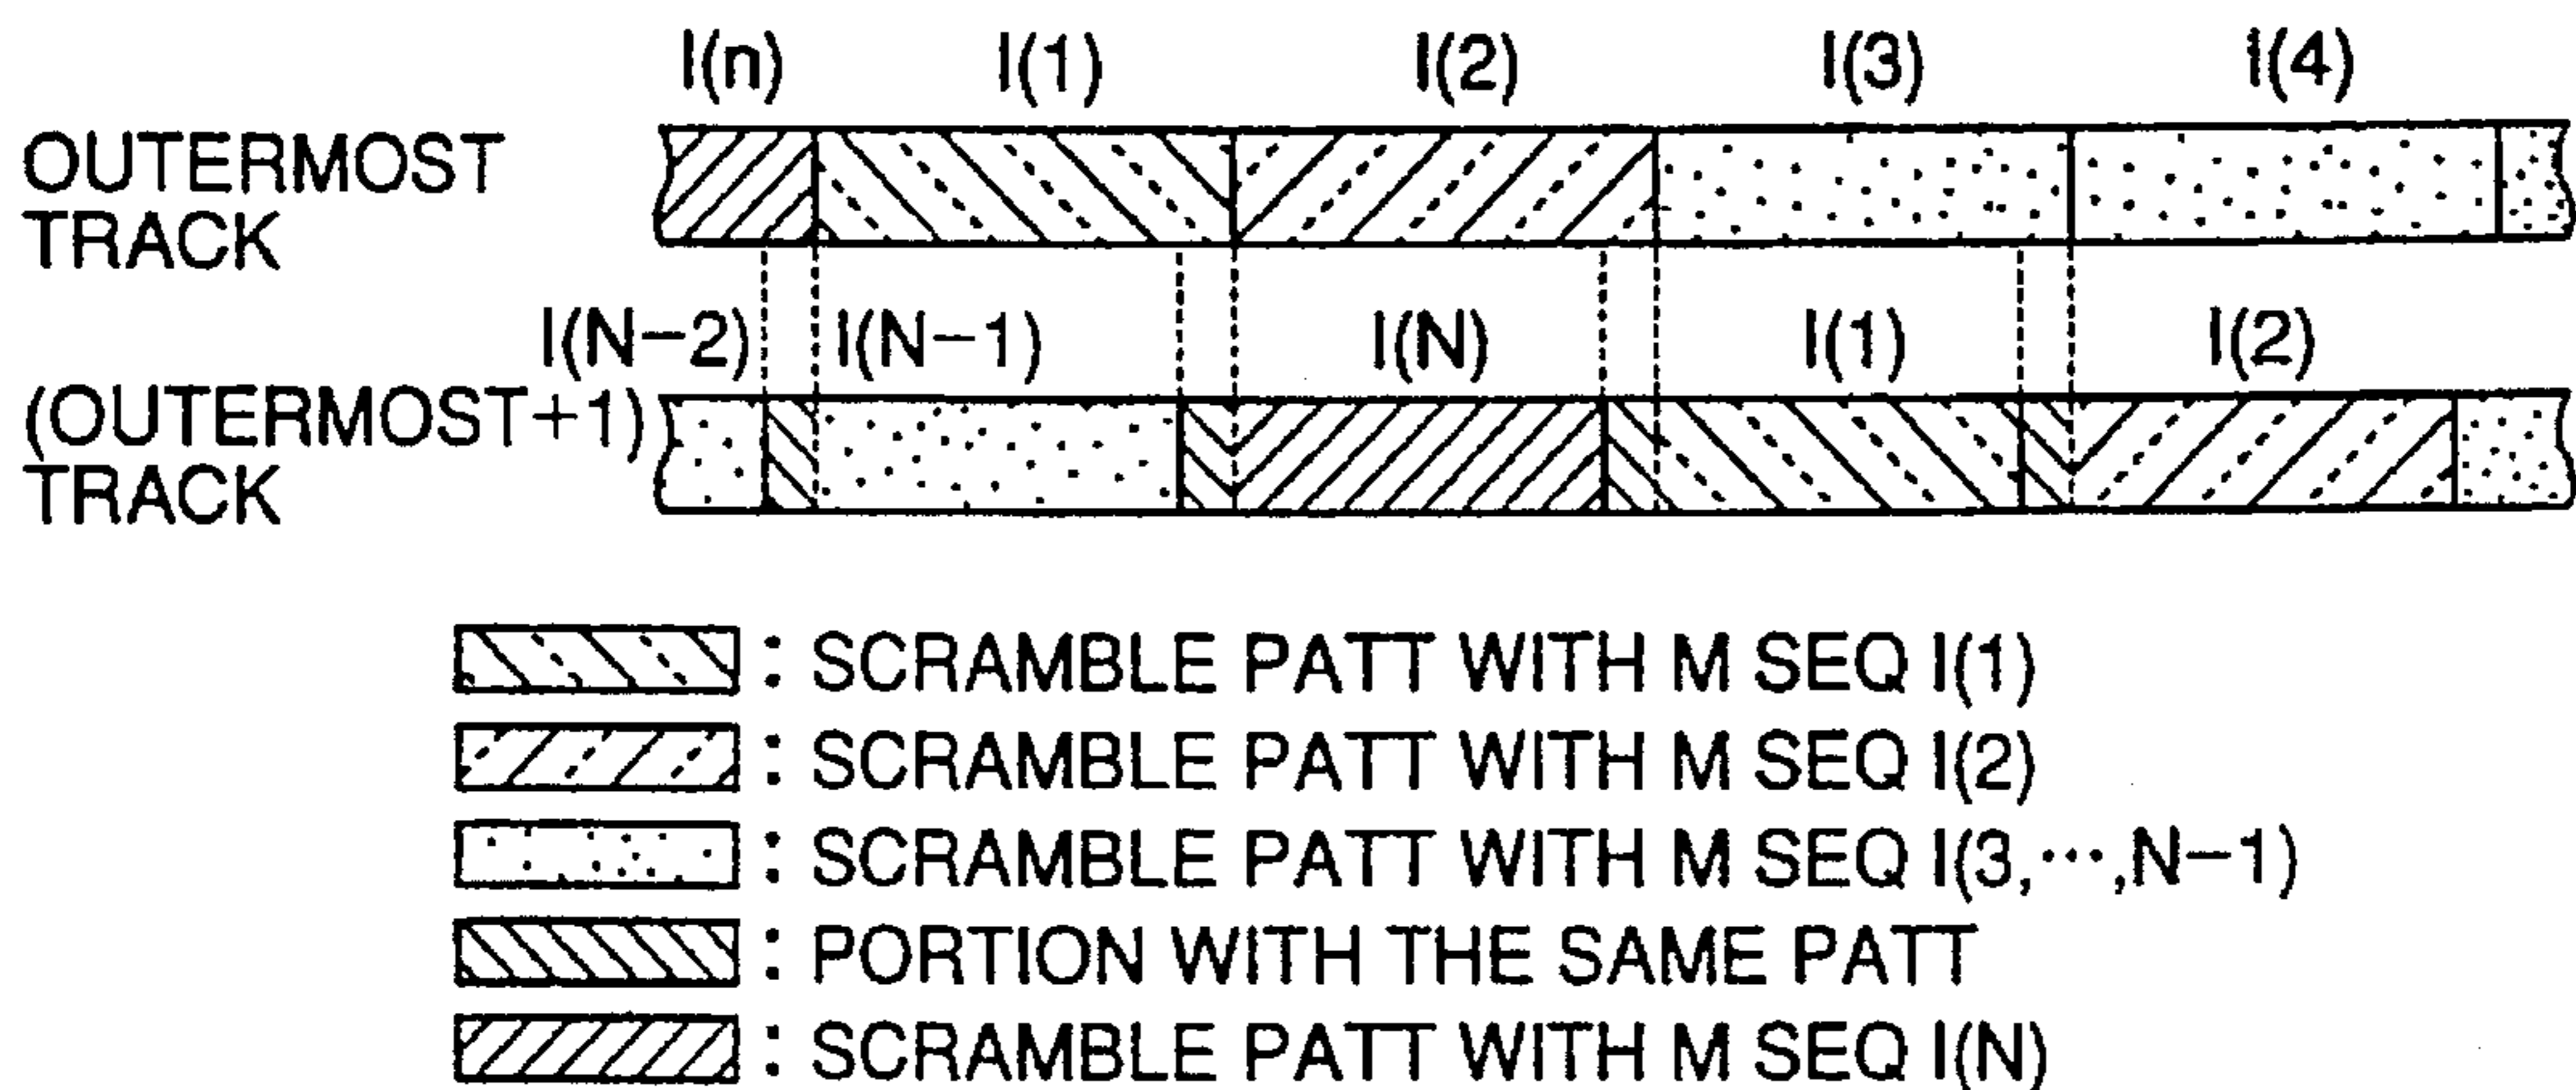 I(n) I(1) I(2) I(3) I(4)
OUTERMOST
TRACK
I(N−2) I(N−1) I(N) I(1) I(2)
(OUTERMOST+1)
TRACK
: SCRAMBLE PATT WITH M SEQ I(1)
: SCRAMBLE PATT WITH M SEQ I(2)
: SCRAMBLE PATT WITH M SEQ I(3,···,N−1)
: PORTION WITH THE SAME PATT
: SCRAMBLE PATT WITH M SEQ I(N)